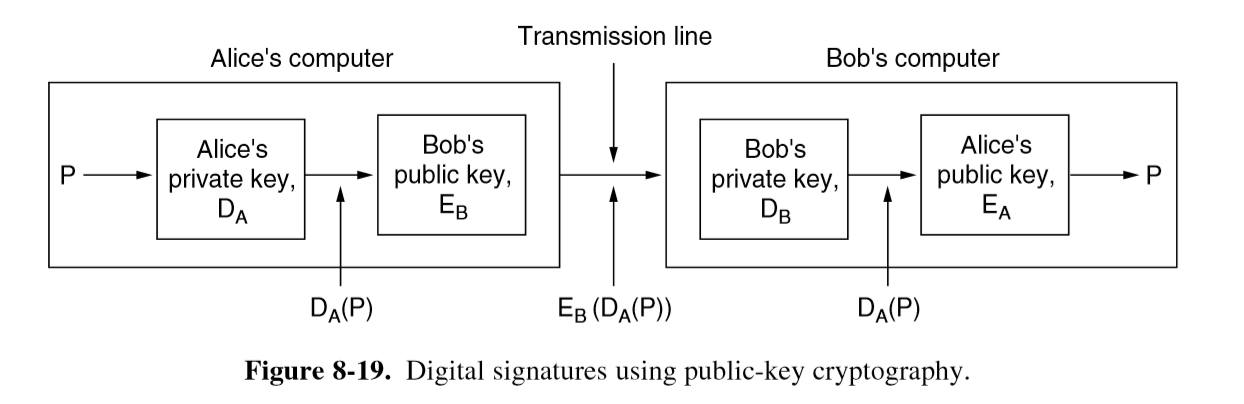 Transmission line
Alice's computer
Bob's computer
P
Alice's
private key,
D_A
Bob's
public key,
E_B
Bob's
private key,
D_B
Alice's
public key,
E_A
P
D_A(P)
E_B (D_A(P))
D_A(P)
Figure 8-19. Digital signatures using public-key cryptography.